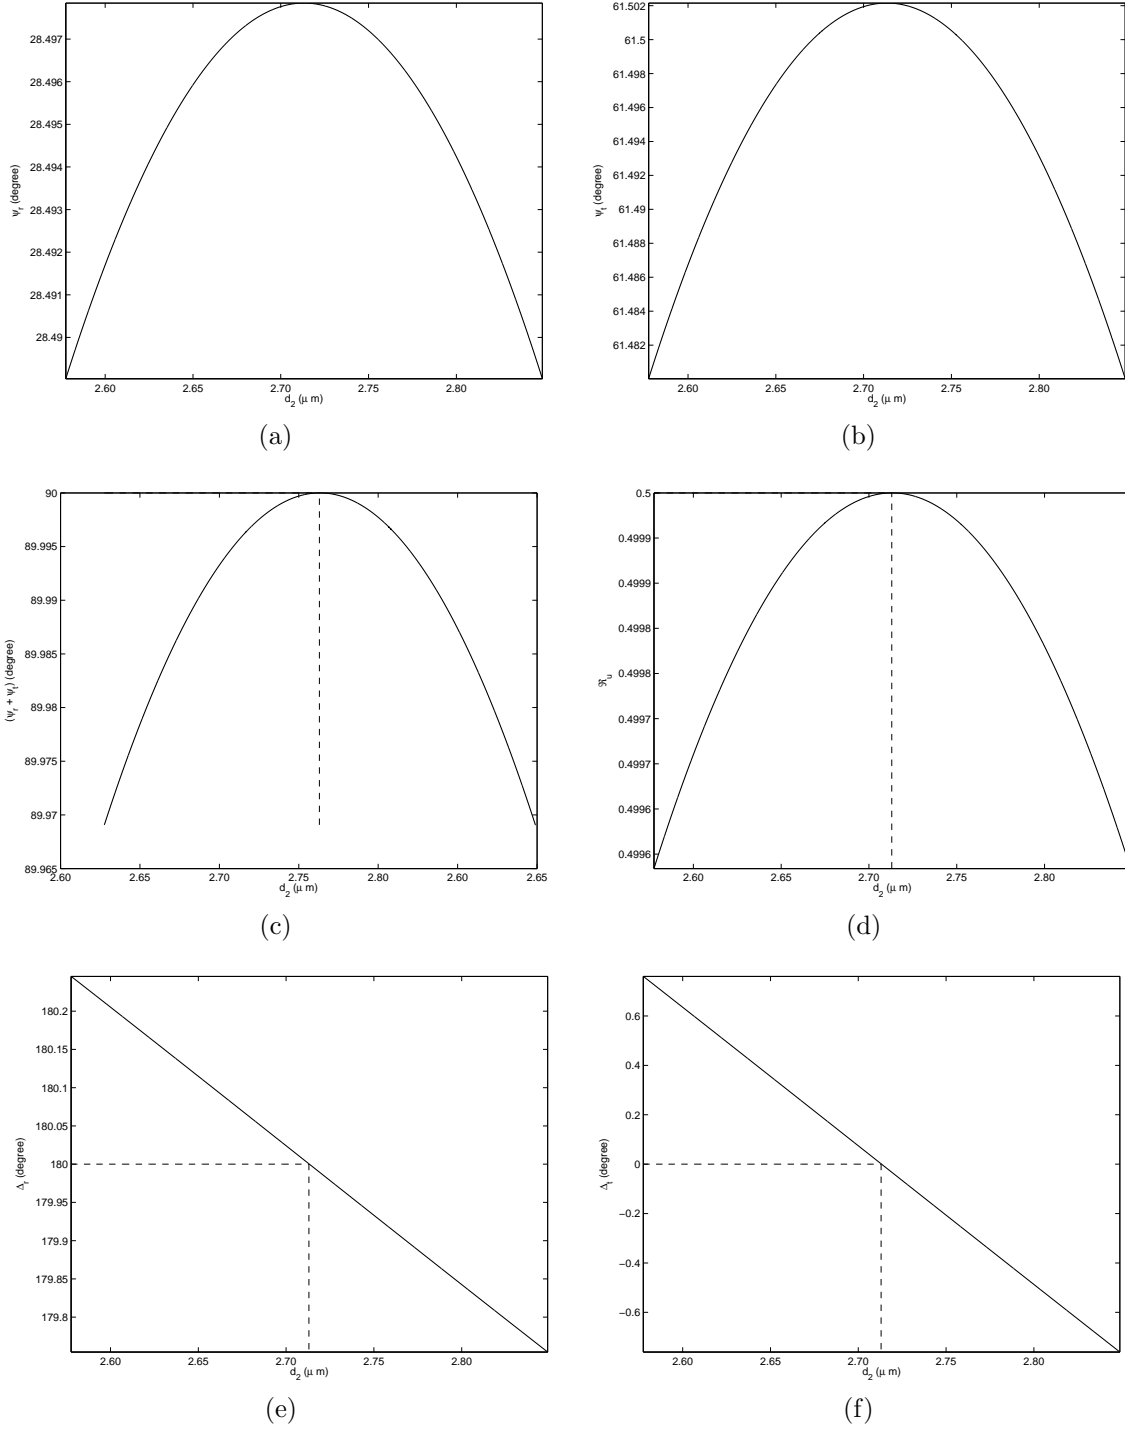 28.497
28.496
28.495
28.494
28.493
28.492
28.491
28.49
ψr (degree)
2.60 2.65 2.70 2.75 2.80
d2 (μ m)
(a)
61.502
61.5
61.498
61.496
61.494
61.492
61.49
61.488
61.486
61.484
61.482
ψt (degree)
2.60 2.65 2.70 2.75 2.80
d2 (μ m)
(b)
90
89.995
89.99
89.985
89.98
89.975
89.97
89.965
(ψr + ψt) (degree)
2.60 2.65 2.70 2.75 2.80 2.60 2.65
d2 (μ m)
(c)
0.5
0.4999
0.4999
0.4998
0.4998
0.4997
0.4997
0.4996
0.4996
ℜu
2.60 2.65 2.70 2.75 2.80
d2 (μ m)
(d)
180.2
180.15
180.1
180.05
180
179.95
179.9
179.85
179.8
Δr (degree)
2.60 2.65 2.70 2.75 2.80
d2 (μ m)
(e)
0.6
0.4
0.2
0
−0.2
−0.4
−0.6
Δt (degree)
2.60 2.65 2.70 2.75 2.80
d2 (μ m)
(f)